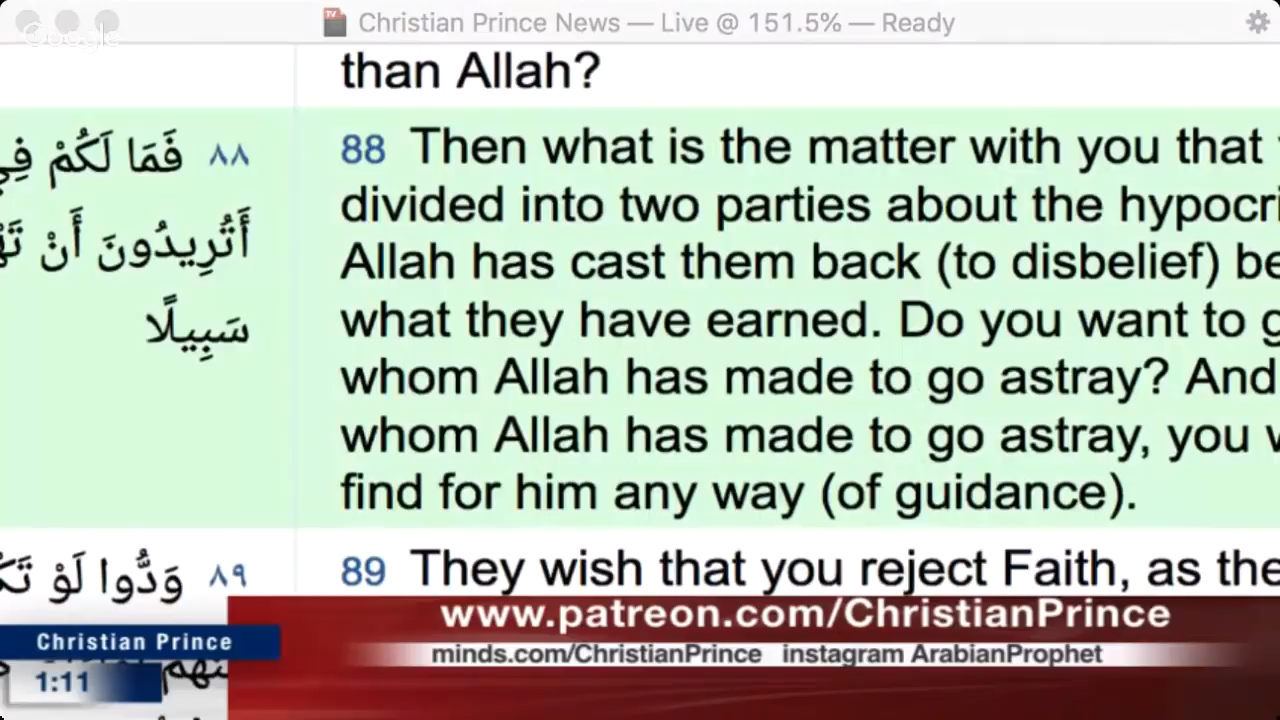 Christian Prince News — Live @ 151.5% — Ready
Google
than Allah?
٨٨ فَمَا لَكُمْ فِي
أَتُرِيدُونَ أَنْ
سَبِيلًا
88 Then what is the matter with you that
divided into two parties about the hypocri
Allah has cast them back (to disbelief) be
what they have earned. Do you want to g
whom Allah has made to go astray? And
whom Allah has made to go astray, you w
find for him any way (of guidance).
٨٩ وَدُّوا لَوْ
89 They wish that you reject Faith, as the
www.patreon.com/ChristianPrince
Christian Prince
minds.com/ChristianPrince instagram ArabianProphet
1:11